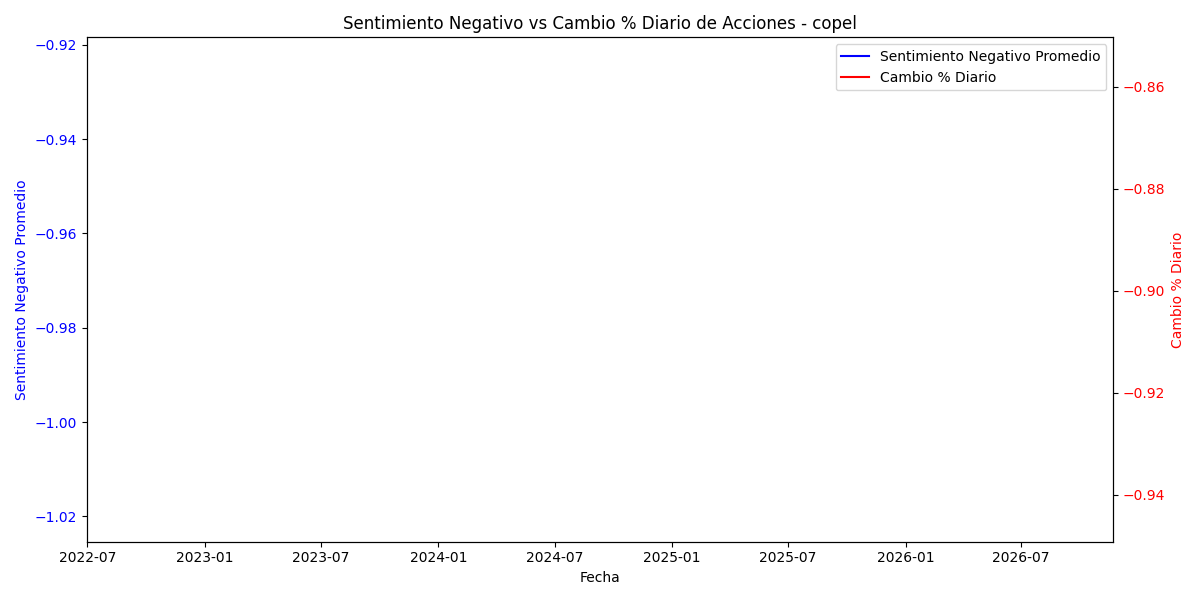 Sentimiento Negativo vs Cambio % Diario de Acciones - copel
Sentimiento Negativo Promedio
Cambio % Diario
Sentimiento Negativo Promedio
−0.92
−0.94
−0.96
−0.98
−1.00
−1.02
−0.86
−0.88
−0.90
−0.92
−0.94
Cambio % Diario
2022-07 2023-01 2023-07 2024-01 2024-07 2025-01 2025-07 2026-01 2026-07
Fecha